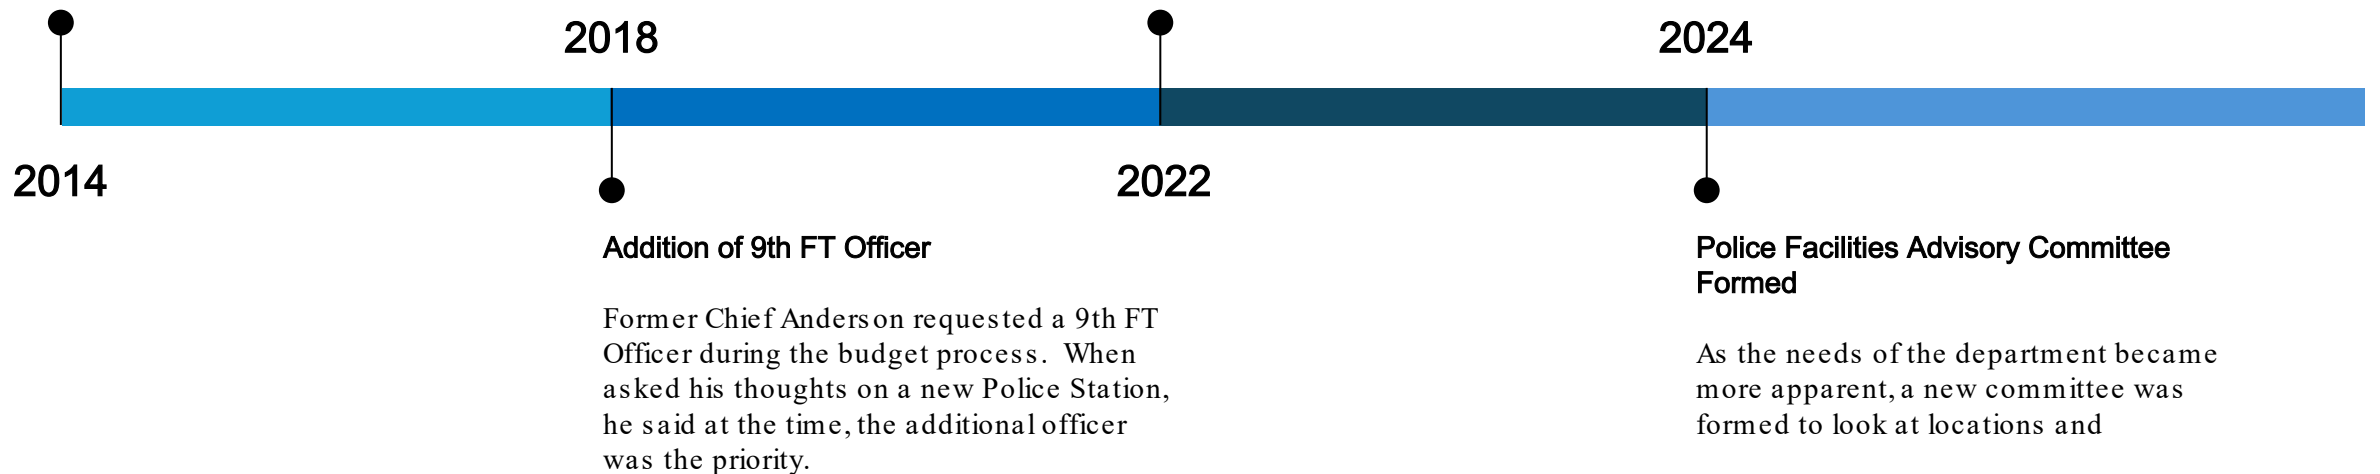 2018
2024
2014
2022
Addition of 9th FT Officer
Former Chief Anderson requested a 9th FT
Officer during the budget process.  When
asked his thoughts on a new Police Station,
he said at the time, the additional officer
was the priority.
Police Facilities Advisory Committee
Formed
As the needs of the department became
more apparent, a new committee was
formed to look at locations and